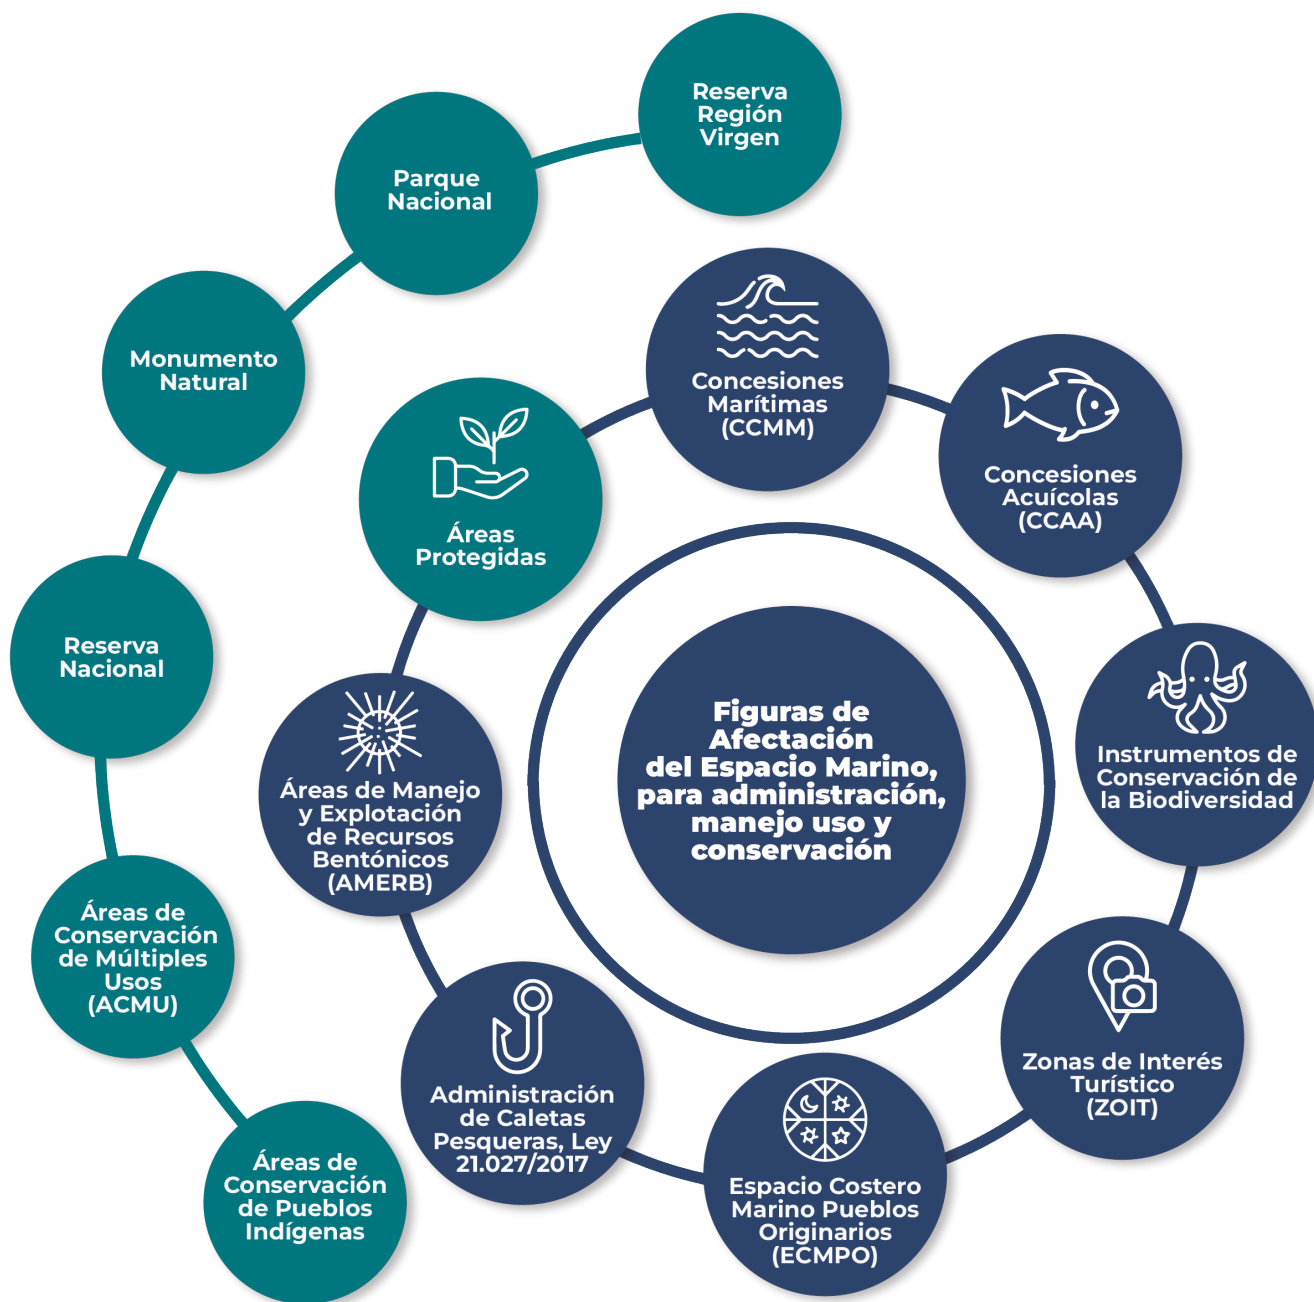 Reserva
Región
Virgen
Parque
Nacional
Monumento
Natural
Reserva
Nacional
Áreas de
Conservación
de Múltiples
Usos
(ACMU)
Áreas de
Conservación
de Pueblos
Indígenas
Áreas
Protegidas
Concesiones
Marítimas
(CCMM)
Concesiones
Acuícolas
(CCAA)
Instrumentos de
Conservación de
la Biodiversidad
Zonas de Interés
Turístico
(ZOIT)
Espacio Costero
Marino Pueblos
Originarios
(ECMPO)
Administración
de Caletas
Pesqueras, Ley
21.027/2017
Áreas de Manejo
y Explotación
de Recursos
Bentónicos
(AMERB)
Figuras de
Afectación
del Espacio Marino,
para administración,
manejo uso y
conservación